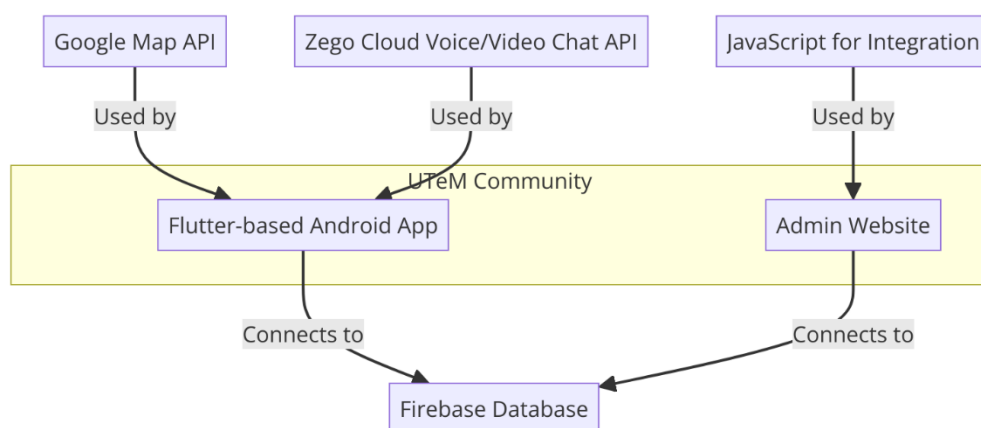 Google Map API
Zego Cloud Voice/Video Chat API
JavaScript for Integration
Used by
Used by
Used by
UTeM Community
Flutter-based Android App
Admin Website
Connects to
Connects to
Firebase Database